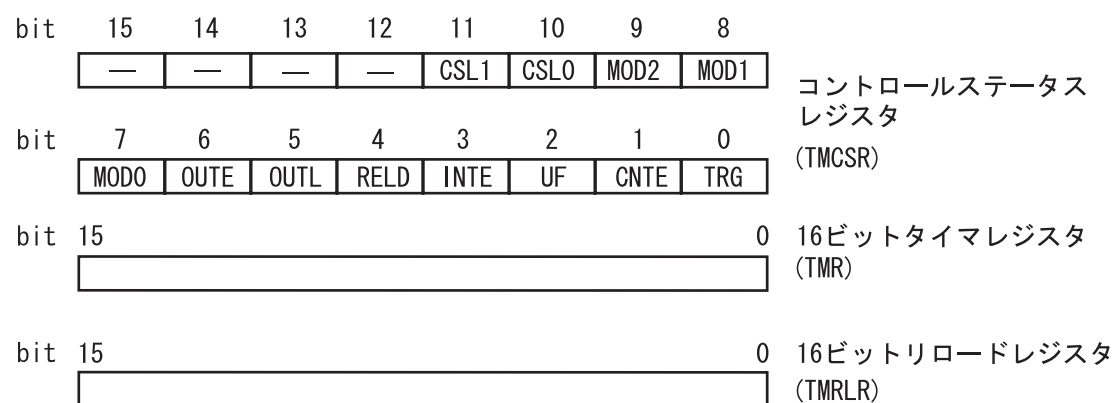 bit 15 14 13 12 11 10 9 8
— — — — CSL1 CSL0 MOD2 MOD1
コントロールステータス
レジスタ
(TMCSR)
bit 7 6 5 4 3 2 1 0
MOD0 OUTE OUTL RELD INTE UF CNTE TRG
bit 15 0 16ビットタイマレジスタ
(TMR)
bit 15 0 16ビットリロードレジスタ
(TMRLR)